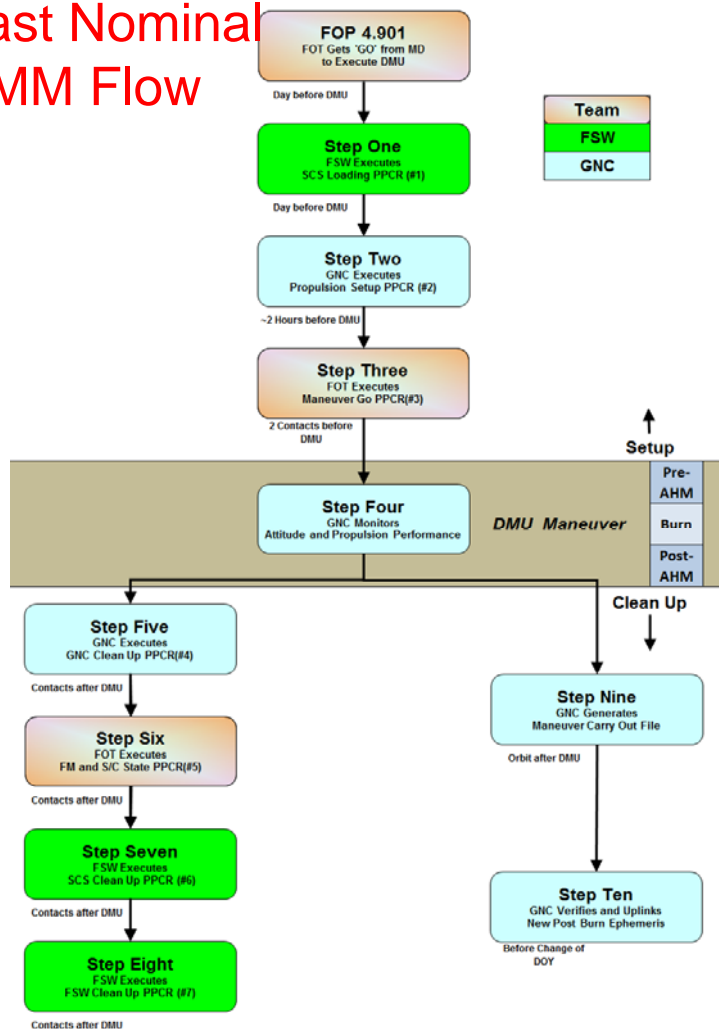 ast Nominal
MM Flow
FOP 4.901
FOT Gets 'GO' from MD
to Execute DMU
Day before DMU
Team
FSW
GNC
Step One
FSW Executes
SCS Loading PPCR (#1)
Day before DMU
Step Two
GNC Executes
Propulsion Setup PPCR (#2)
~2 Hours before DMU
Step Three
FOT Executes
Maneuver Go PPCR(#3)
2 Contacts before
DMU
Setup
Pre-
AHM
Burn
Post-
AHM
Step Four
GNC Monitors
Attitude and Propulsion Performance
DMU Maneuver
Clean Up
Step Five
GNC Executes
GNC Clean Up PPCR(#4)
Contacts after DMU
Step Six
FOT Executes
FM and S/C State PPCR(#5)
Contacts after DMU
Step Seven
FSW Executes
SCS Clean Up PPCR (#6)
Contacts after DMU
Step Eight
FSW Executes
FSW Clean Up PPCR (#7)
Contacts after DMU
Step Nine
GNC Generates
Maneuver Carry Out File
Orbit after DMU
Step Ten
GNC Verifies and Uplinks
New Post Burn Ephemeris
Before Change of
DOY